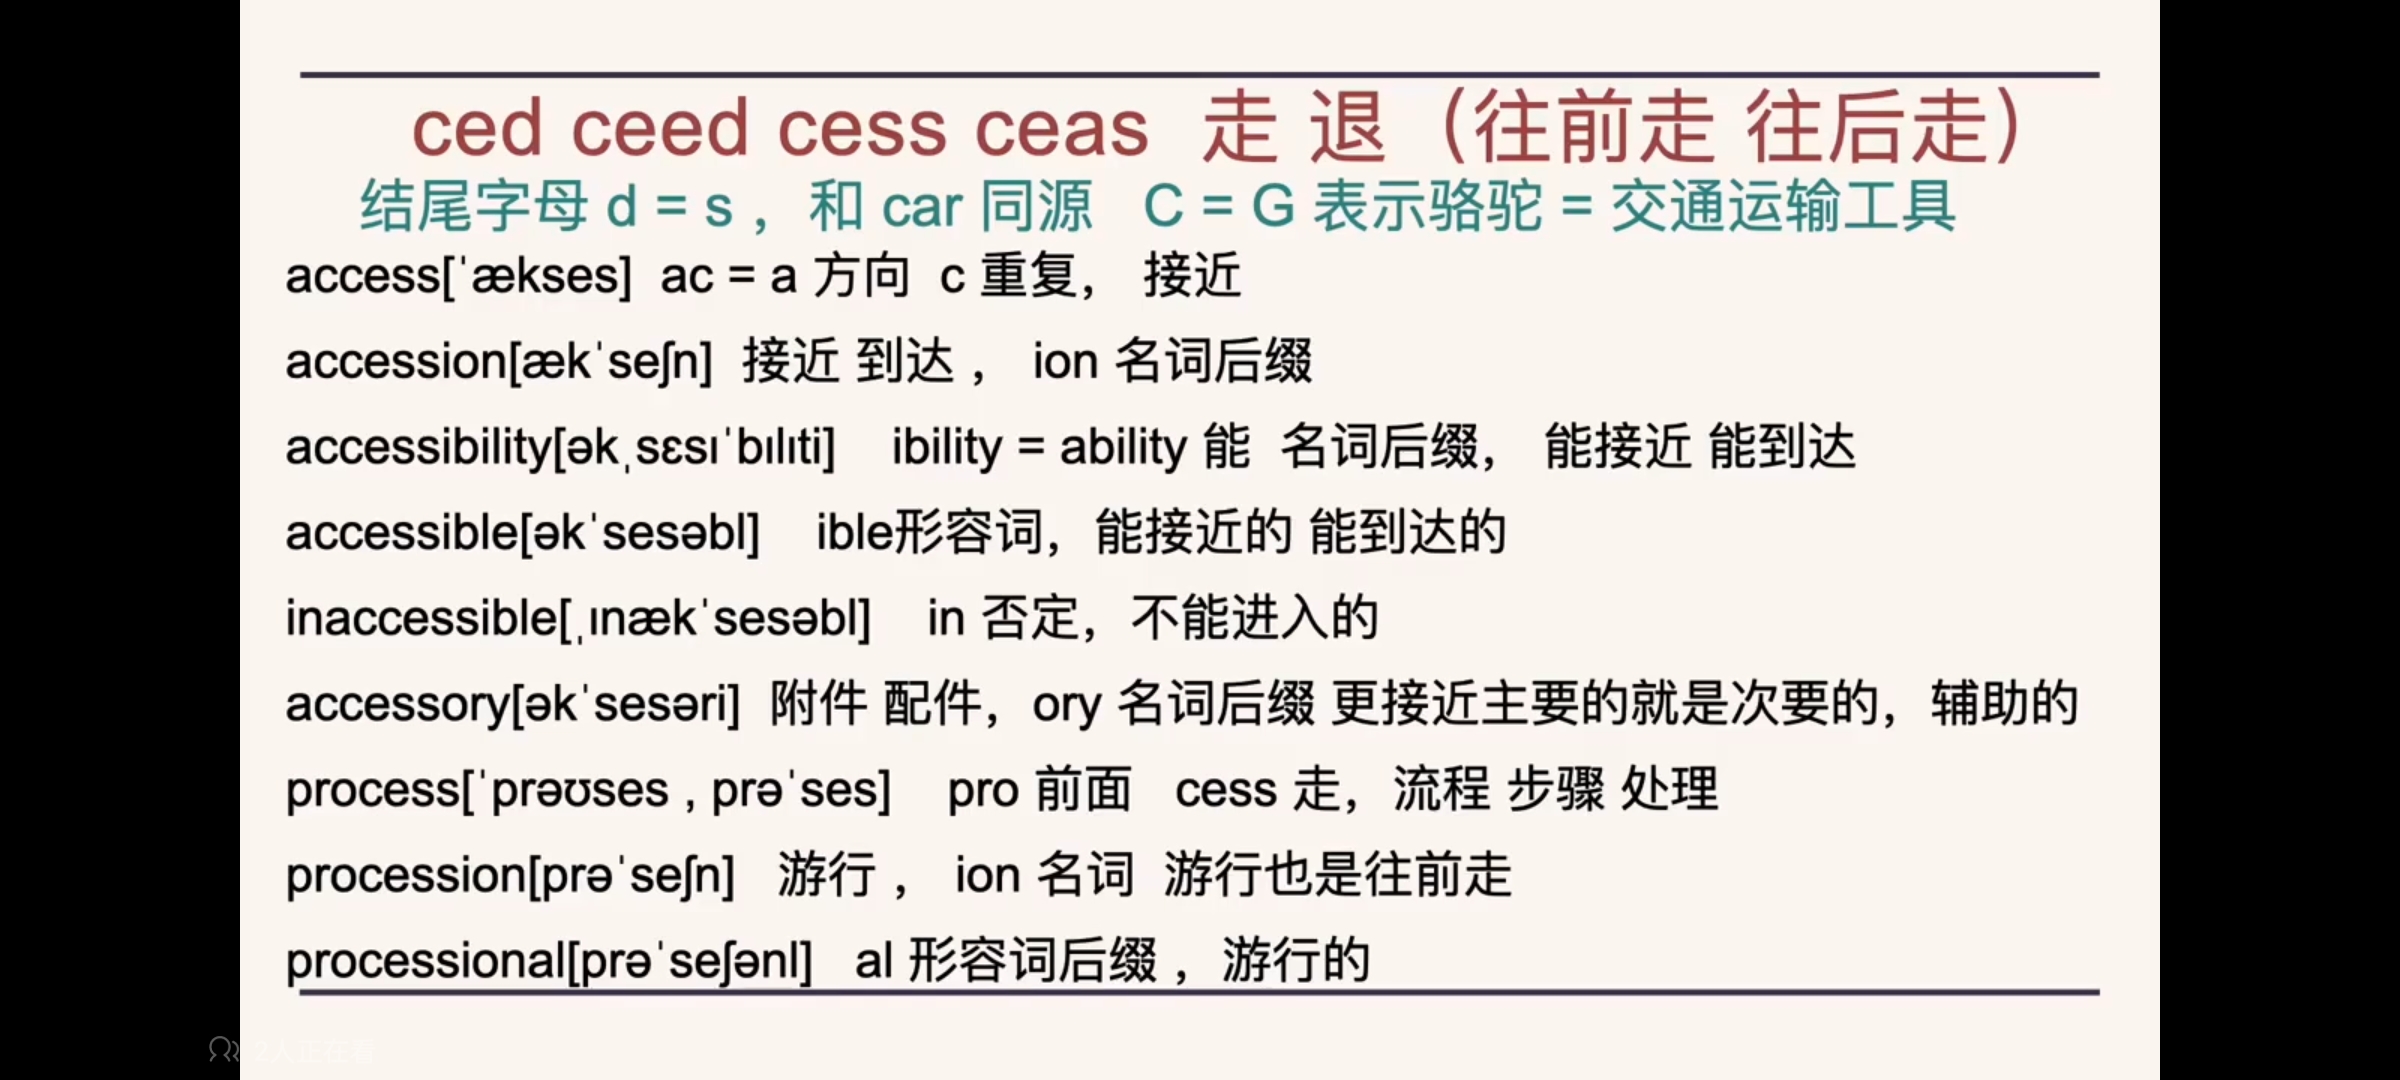 ced ceed cess ceas 走 退（往前走 往后走）
结尾字母 d = s ，和 car 同源 C = G 表示骆驼 = 交通运输工具
access[ˈækses] ac = a 方向 c 重复， 接近
accession[ækˈseʃn] 接近 到达 ， ion 名词后缀
accessibility[əkˌsɛsɪˈbɪlɪti] ibility = ability 能 名词后缀， 能接近 能到达
accessible[əkˈsesəbl] ible形容词，能接近的 能到达的
inaccessible[ˌɪnækˈsesəbl] in 否定，不能进入的
accessory[əkˈsesəri] 附件 配件，ory 名词后缀 更接近主要的就是次要的，辅助的
process[ˈprəʊses , prəˈses] pro 前面 cess 走，流程 步骤 处理
procession[prəˈseʃn] 游行 ， ion 名词 游行也是往前走
processional[prəˈseʃənl] al 形容词后缀 ，游行的
2人正在看